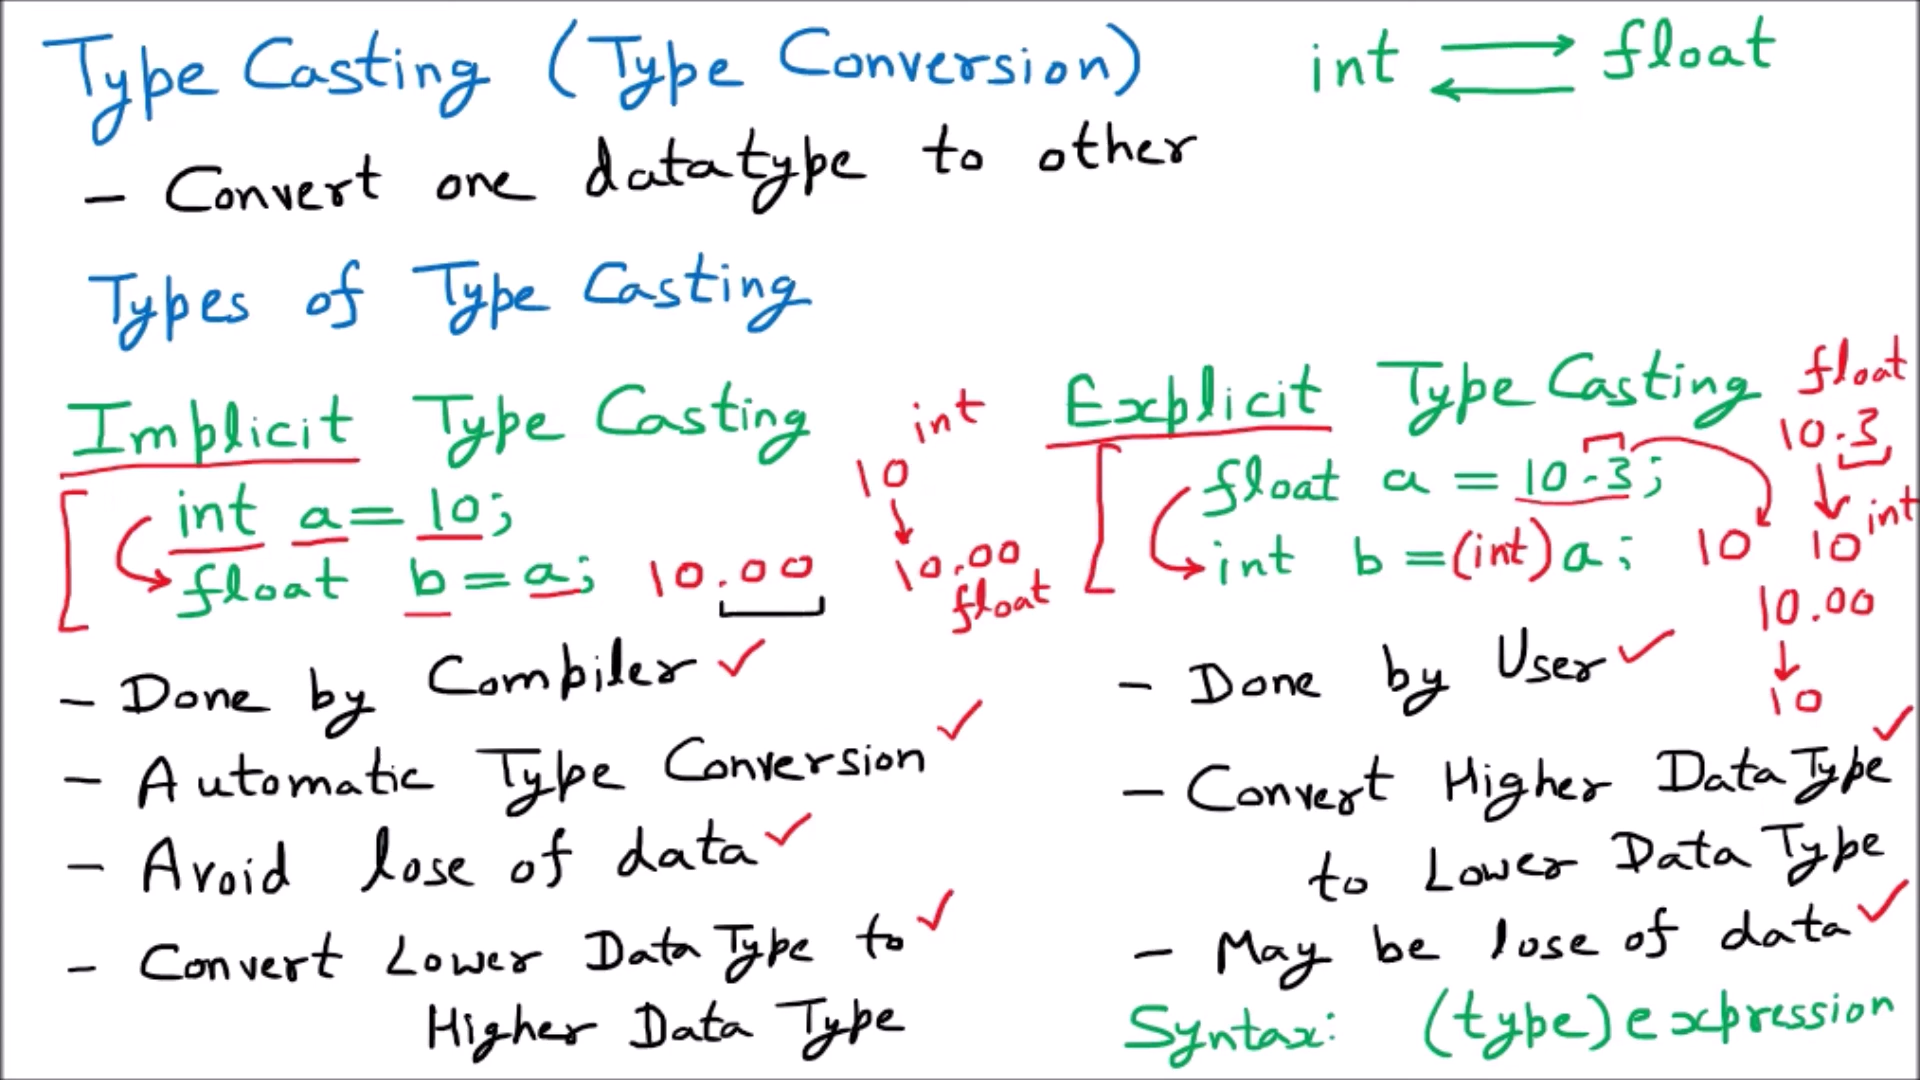 Type Casting (Type Conversion)
int ⇄ float
- Convert one datatype to other
Types of Type Casting
Implicit Type Casting
int a = 10;
float b = a; 10.00
int
10
↓
10.00
float
- Done by Compiler ✓
- Automatic Type Conversion ✓
- Avoid lose of data ✓
- Convert Lower Data Type to ✓
Higher Data Type
Explicit Type Casting
float a = 10.3;
int b = (int) a; 10
float
10.3
↓
10 int
10.00
↓
10
- Done by User ✓
- Convert Higher Data Type ✓
to Lower Data Type
- May be lose of data ✓
Syntax: (type) expression